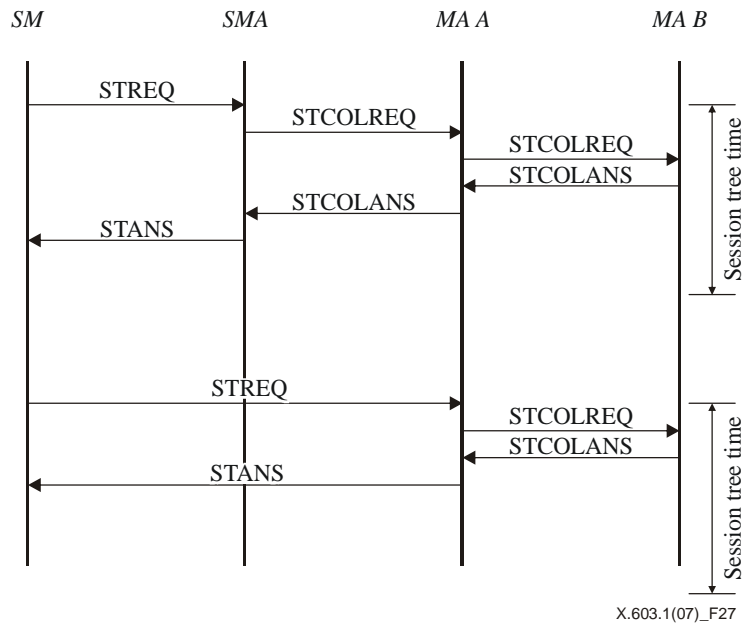 SM SMA MA A MA B
STREQ
STCOLREQ
STCOLREQ
STCOLANS
STCOLANS
STANS
Session tree time
STREQ
STCOLREQ
STCOLANS
STANS
Session tree time
X.603.1(07)_F27